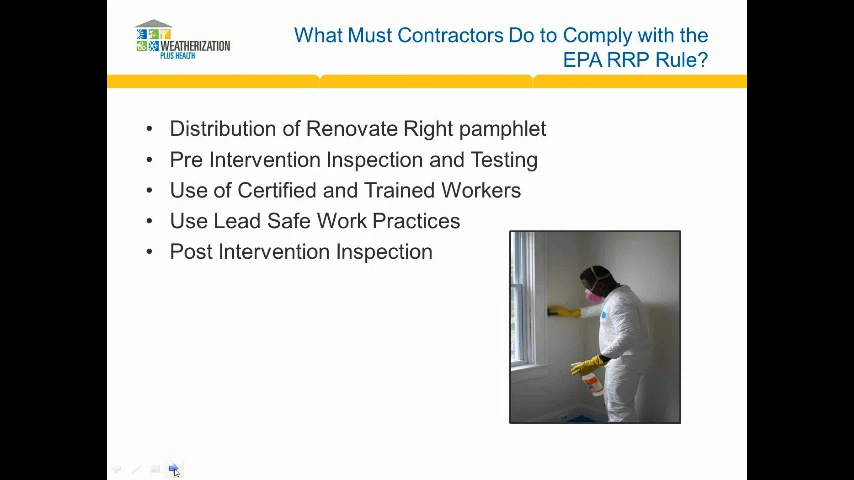 What Must Contractors Do to Comply with the
EPA RRP Rule?
WEATHERIZATION
PLUS HEALTH
• Distribution of Renovate Right pamphlet
• Pre Intervention Inspection and Testing
• Use of Certified and Trained Workers
• Use Lead Safe Work Practices
• Post Intervention Inspection